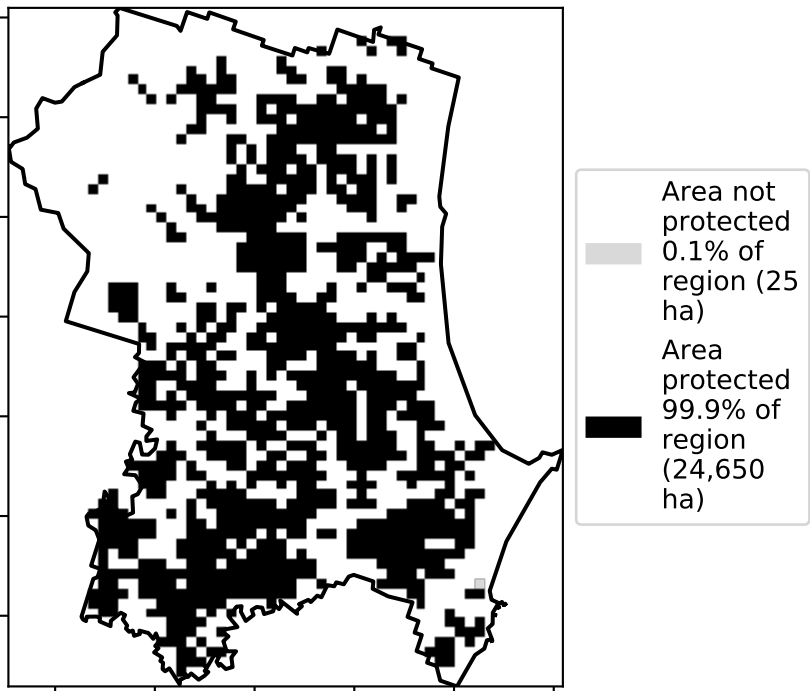 Area not
protected
0.1% of
region (25
ha)
Area
protected
99.9% of
region
(24,650
ha)